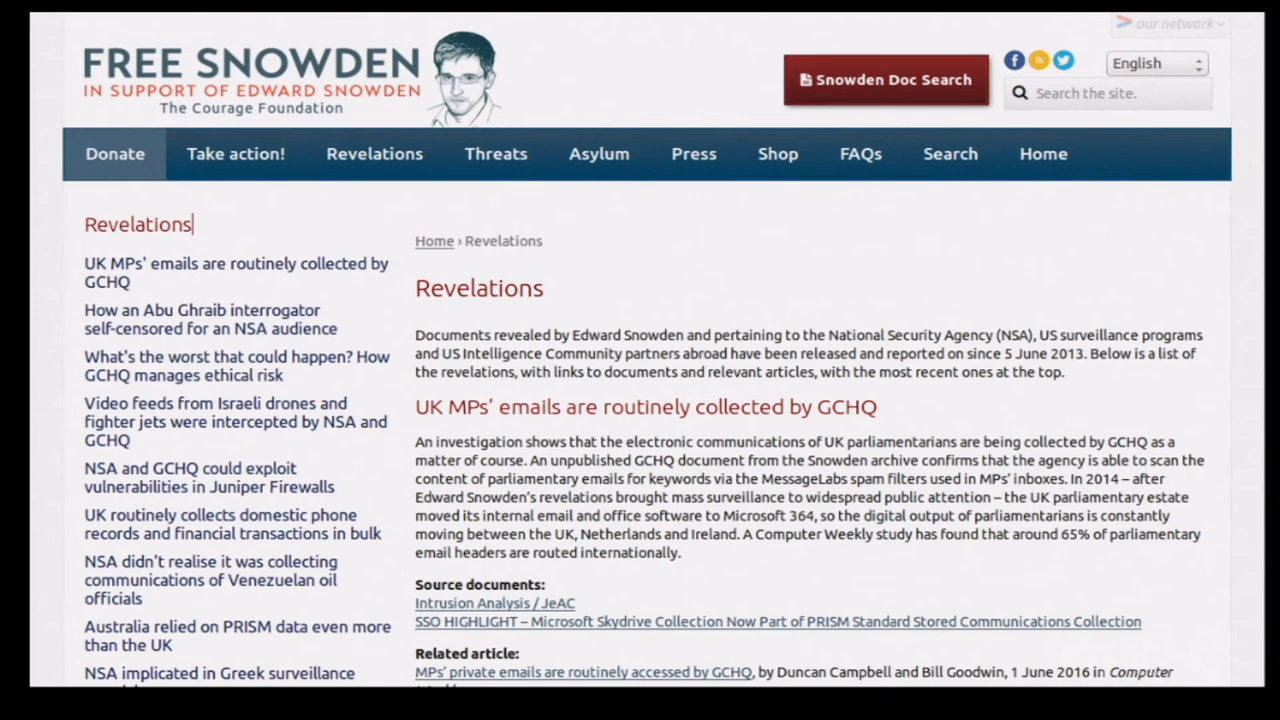 our network
FREE SNOWDEN
IN SUPPORT OF EDWARD SNOWDEN
The Courage Foundation
Snowden Doc Search
English
Search the site.
Donate Take action! Revelations Threats Asylum Press Shop FAQs Search Home
Revelations
UK MPs' emails are routinely collected by
GCHQ
How an Abu Ghraib interrogator
self-censored for an NSA audience
What's the worst that could happen? How
GCHQ manages ethical risk
Video feeds from Israeli drones and
fighter jets were intercepted by NSA and
GCHQ
NSA and GCHQ could exploit
vulnerabilities in Juniper Firewalls
UK routinely collects domestic phone
records and financial transactions in bulk
NSA didn't realise it was collecting
communications of Venezuelan oil
officials
Australia relied on PRISM data even more
than the UK
NSA implicated in Greek surveillance
Home › Revelations
Revelations
Documents revealed by Edward Snowden and pertaining to the National Security Agency (NSA), US surveillance programs
and US Intelligence Community partners abroad have been released and reported on since 5 June 2013. Below is a list of
the revelations, with links to documents and relevant articles, with the most recent ones at the top.
UK MPs’ emails are routinely collected by GCHQ
An investigation shows that the electronic communications of UK parliamentarians are being collected by GCHQ as a
matter of course. An unpublished GCHQ document from the Snowden archive confirms that the agency is able to scan the
content of parliamentary emails for keywords via the MessageLabs spam filters used in MPs’ inboxes. In 2014 – after
Edward Snowden’s revelations brought mass surveillance to widespread public attention – the UK parliamentary estate
moved its internal email and office software to Microsoft 364, so the digital output of parliamentarians is constantly
moving between the UK, Netherlands and Ireland. A Computer Weekly study has found that around 65% of parliamentary
email headers are routed internationally.
Source documents:
Intrusion Analysis / JeAC
SSO HIGHLIGHT – Microsoft Skydrive Collection Now Part of PRISM Standard Stored Communications Collection
Related article:
MPs’ private emails are routinely accessed by GCHQ, by Duncan Campbell and Bill Goodwin, 1 June 2016 in Computer